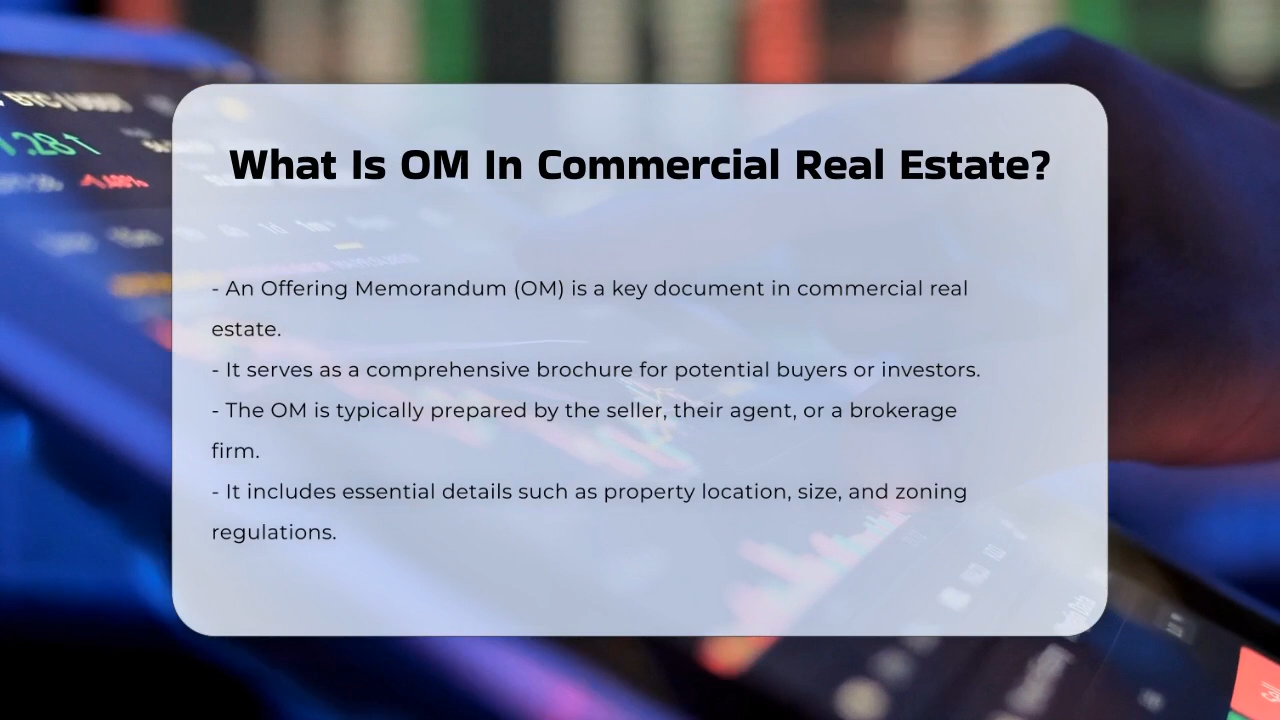 What Is OM In Commercial Real Estate?
- An Offering Memorandum (OM) is a key document in commercial real
estate.
- It serves as a comprehensive brochure for potential buyers or investors.
- The OM is typically prepared by the seller, their agent, or a brokerage
firm.
- It includes essential details such as property location, size, and zoning
regulations.